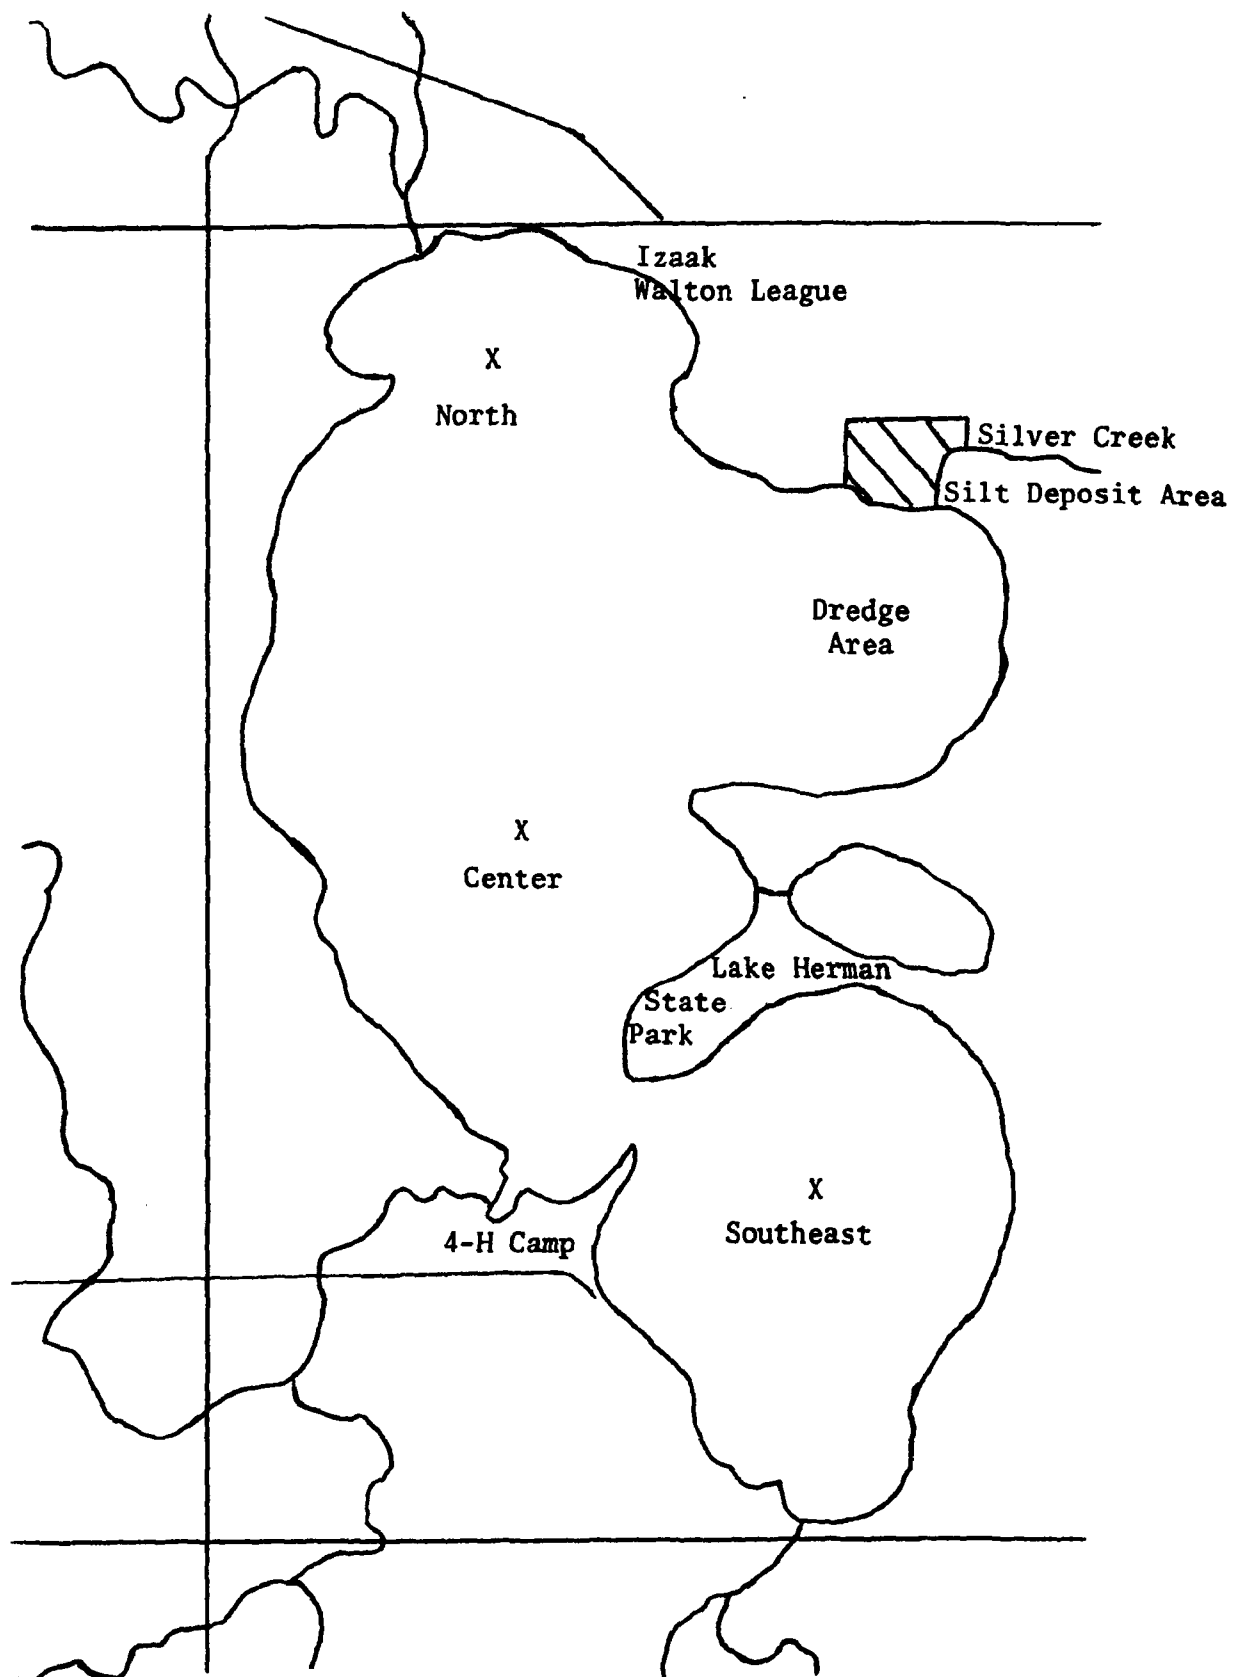 Izaak
Walton League
X
North
Silver Creek
Silt Deposit Area
Dredge
Area
X
Center
Lake Herman
State
Park
X
Southeast
4-H Camp